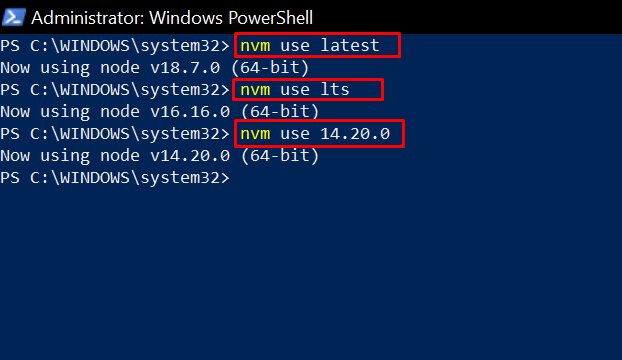 Administrator: Windows PowerShell
PS C:\WINDOWS\system32> nvm use latest
Now using node v18.7.0 (64-bit)
PS C:\WINDOWS\system32> nvm use lts
Now using node v16.16.0 (64-bit)
PS C:\WINDOWS\system32> nvm use 14.20.0
Now using node v14.20.0 (64-bit)
PS C:\WINDOWS\system32>